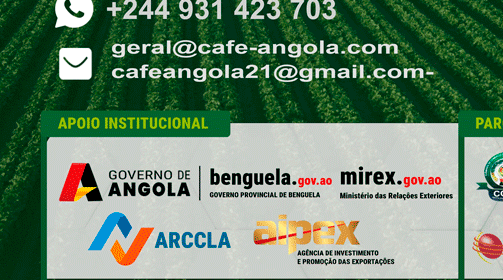 +244 931 423 703
geral@cafe-angola.com
cafeangola21@gmail.com-
APOIO INSTITUCIONAL
PAR
GOVERNO DE
ANGOLA
benguela.gov.ao
GOVERNO PROVINCIAL DE BENGUELA
mirex.gov.ao
Ministério das Relações Exteriores
ARCCLA
aipex
AGÊNCIA DE INVESTIMENTO
E PROMOÇÃO DAS EXPORTAÇÕES